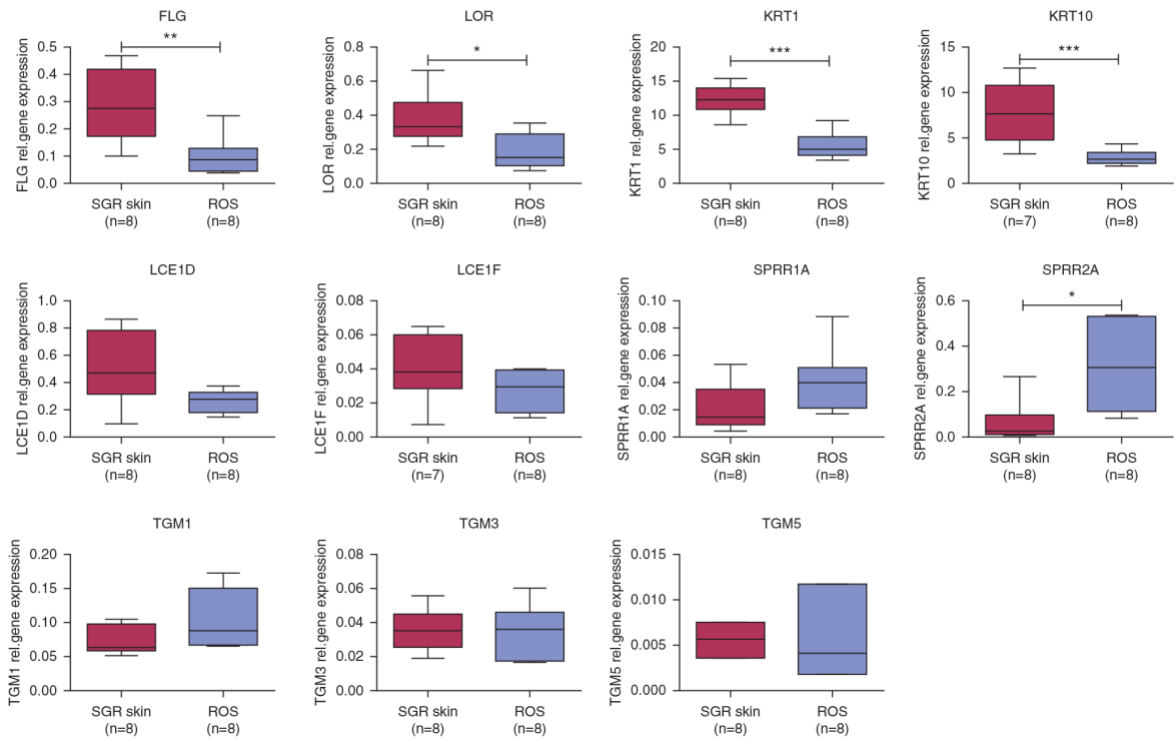 FLG
FLG rel.gene expression
0.5
0.4
0.3
0.2
0.1
0.0
**
SGR skin
(n=8)
ROS
(n=8)
LOR
LOR rel.gene expression
0.8
0.6
0.4
0.2
0.0
*
SGR skin
(n=8)
ROS
(n=8)
KRT1
KRT1 rel.gene expression
20
15
10
5
0
***
SGR skin
(n=8)
ROS
(n=8)
KRT10
KRT10 rel.gene expression
15
10
5
0
***
SGR skin
(n=7)
ROS
(n=8)
LCE1D
LCE1D rel.gene expression
1.0
0.8
0.6
0.4
0.2
0.0
SGR skin
(n=8)
ROS
(n=8)
LCE1F
LCE1F rel.gene expression
0.08
0.06
0.04
0.02
0.00
SGR skin
(n=7)
ROS
(n=8)
SPRR1A
SPRR1A rel.gene expression
0.10
0.08
0.06
0.04
0.02
0.00
SGR skin
(n=8)
ROS
(n=8)
SPRR2A
SPRR2A rel.gene expression
0.6
0.4
0.2
0.0
*
SGR skin
(n=8)
ROS
(n=8)
TGM1
TGM1 rel.gene expression
0.20
0.15
0.10
0.05
0.00
SGR skin
(n=8)
ROS
(n=8)
TGM3
TGM3 rel.gene expression
0.08
0.06
0.04
0.02
0.00
SGR skin
(n=8)
ROS
(n=8)
TGM5
TGM5 rel.gene expression
0.015
0.010
0.005
0.000
SGR skin
(n=8)
ROS
(n=8)